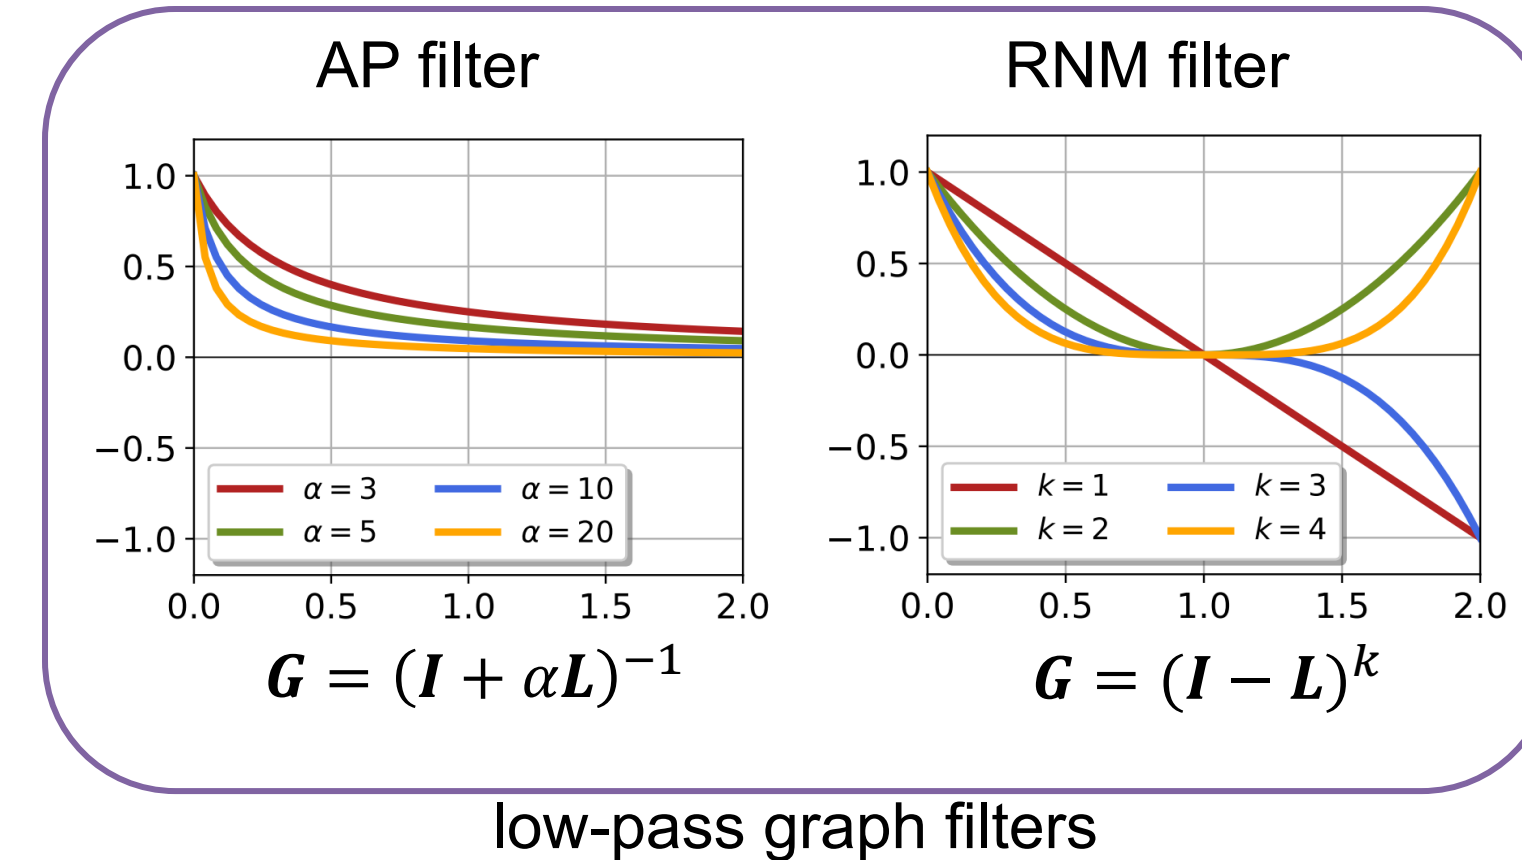 AP filter
1.0
0.5
0.0
−0.5
−1.0
α = 3 α = 10
α = 5 α = 20
0.0 0.5 1.0 1.5 2.0
G = (I + αL)⁻¹
RNM filter
1.0
0.5
0.0
−0.5
−1.0
k = 1 k = 3
k = 2 k = 4
0.0 0.5 1.0 1.5 2.0
G = (I − L)ᵏ
low-pass graph filters